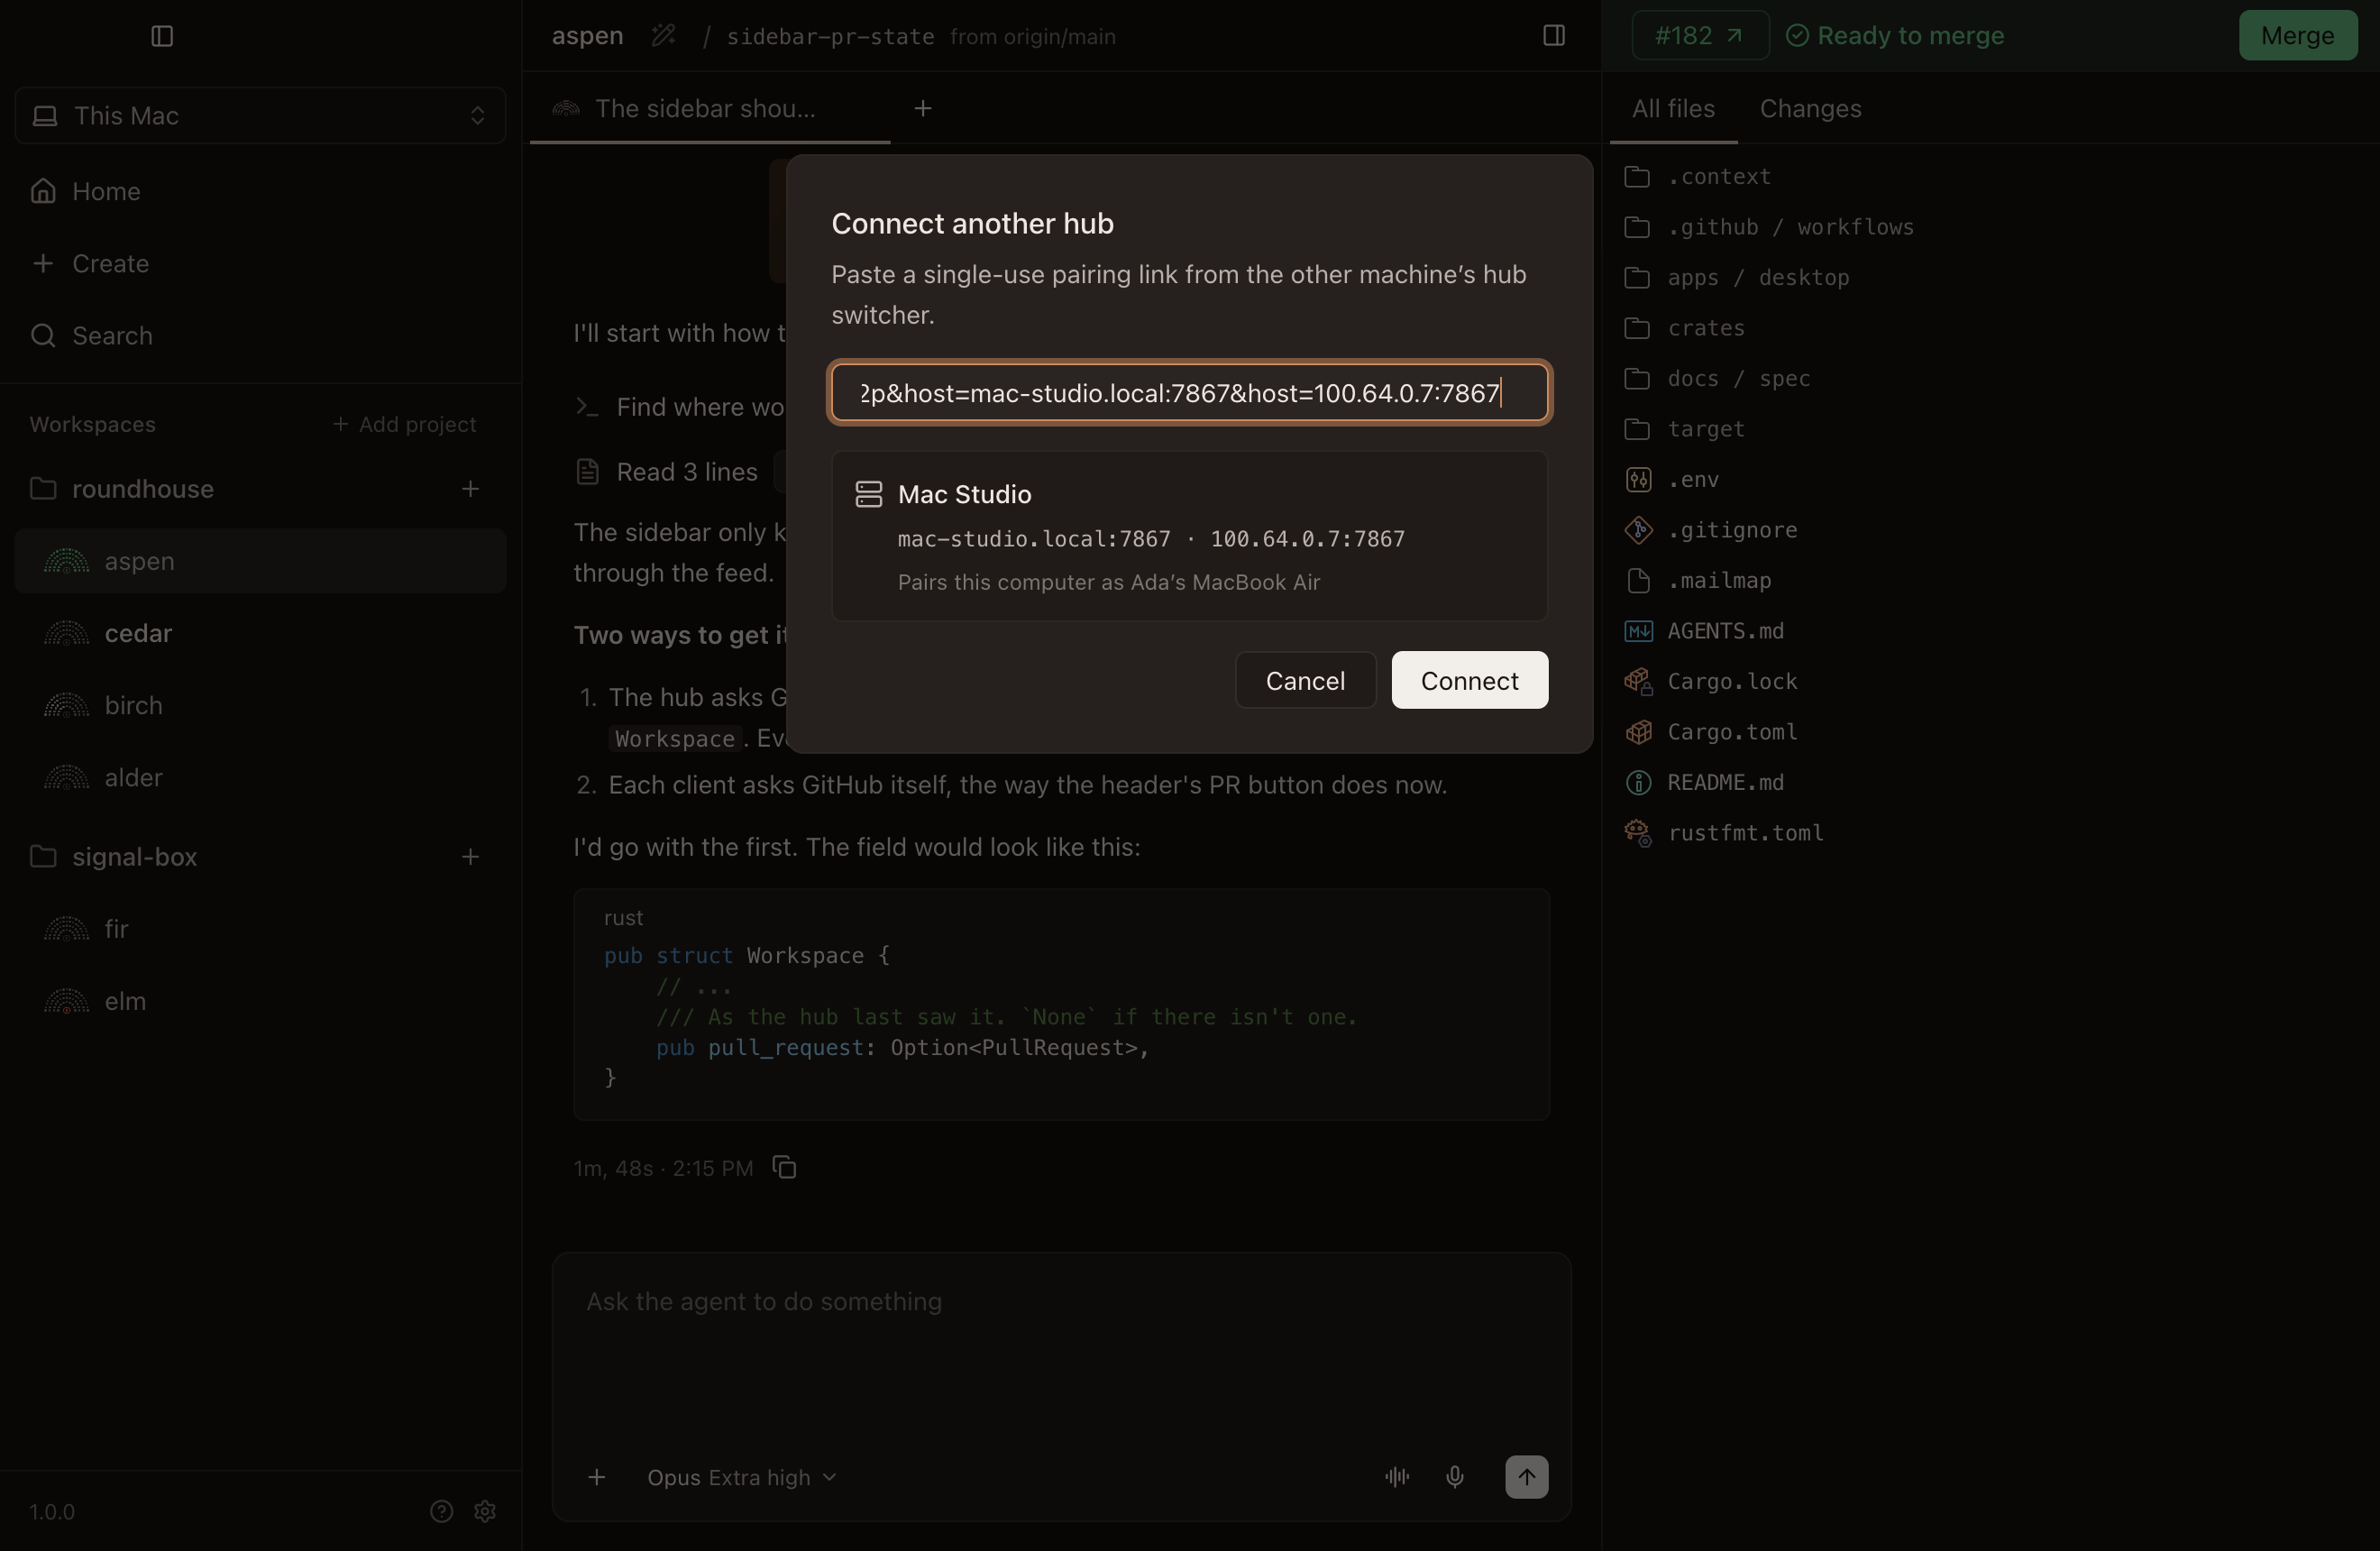 This Mac
Home
Create
Search
Workspaces
Add project
roundhouse
aspen
cedar
birch
alder
signal-box
fir
elm
1.0.0
aspen / sidebar-pr-state from origin/main
The sidebar shou...
I'll start with how t
Find where wo
Read 3 lines
The sidebar only k
through the feed.
Two ways to get it
1. The hub asks G
Workspace. Eve
2. Each client asks GitHub itself, the way the header's PR button does now.
I'd go with the first. The field would look like this:
rust
pub struct Workspace {
// ...
/// As the hub last saw it. `None` if there isn't one.
pub pull_request: Option<PullRequest>,
}
1m, 48s · 2:15 PM
Ask the agent to do something
Opus Extra high
Connect another hub
Paste a single-use pairing link from the other machine’s hub
switcher.
2p&host=mac-studio.local:7867&host=100.64.0.7:7867
Mac Studio
mac-studio.local:7867 · 100.64.0.7:7867
Pairs this computer as Ada’s MacBook Air
Cancel
Connect
#182
Ready to merge
Merge
All files
Changes
.context
.github / workflows
apps / desktop
crates
docs / spec
target
.env
.gitignore
.mailmap
AGENTS.md
Cargo.lock
Cargo.toml
README.md
rustfmt.toml